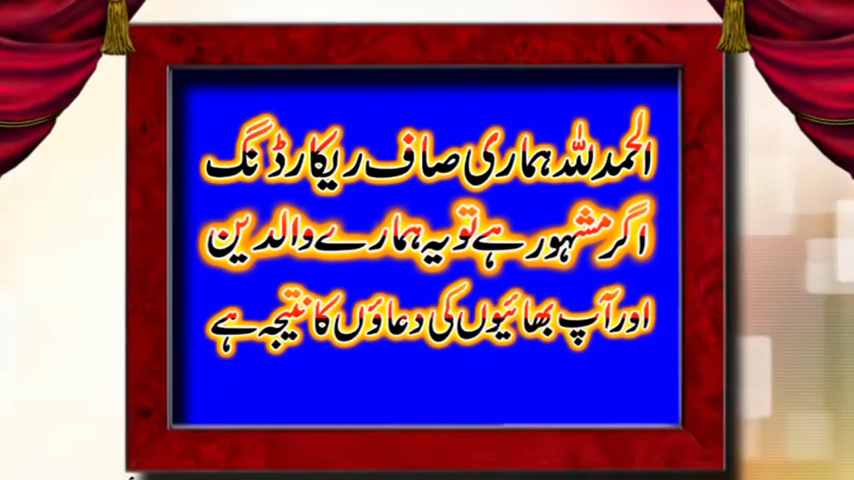 الحمدللہ ہماری صاف ریکارڈنگ
اگر مشہور ہے تو یہ ہمارے والدین
اور آپ بھائیوں کی دعاؤں کا نتیجہ ہے